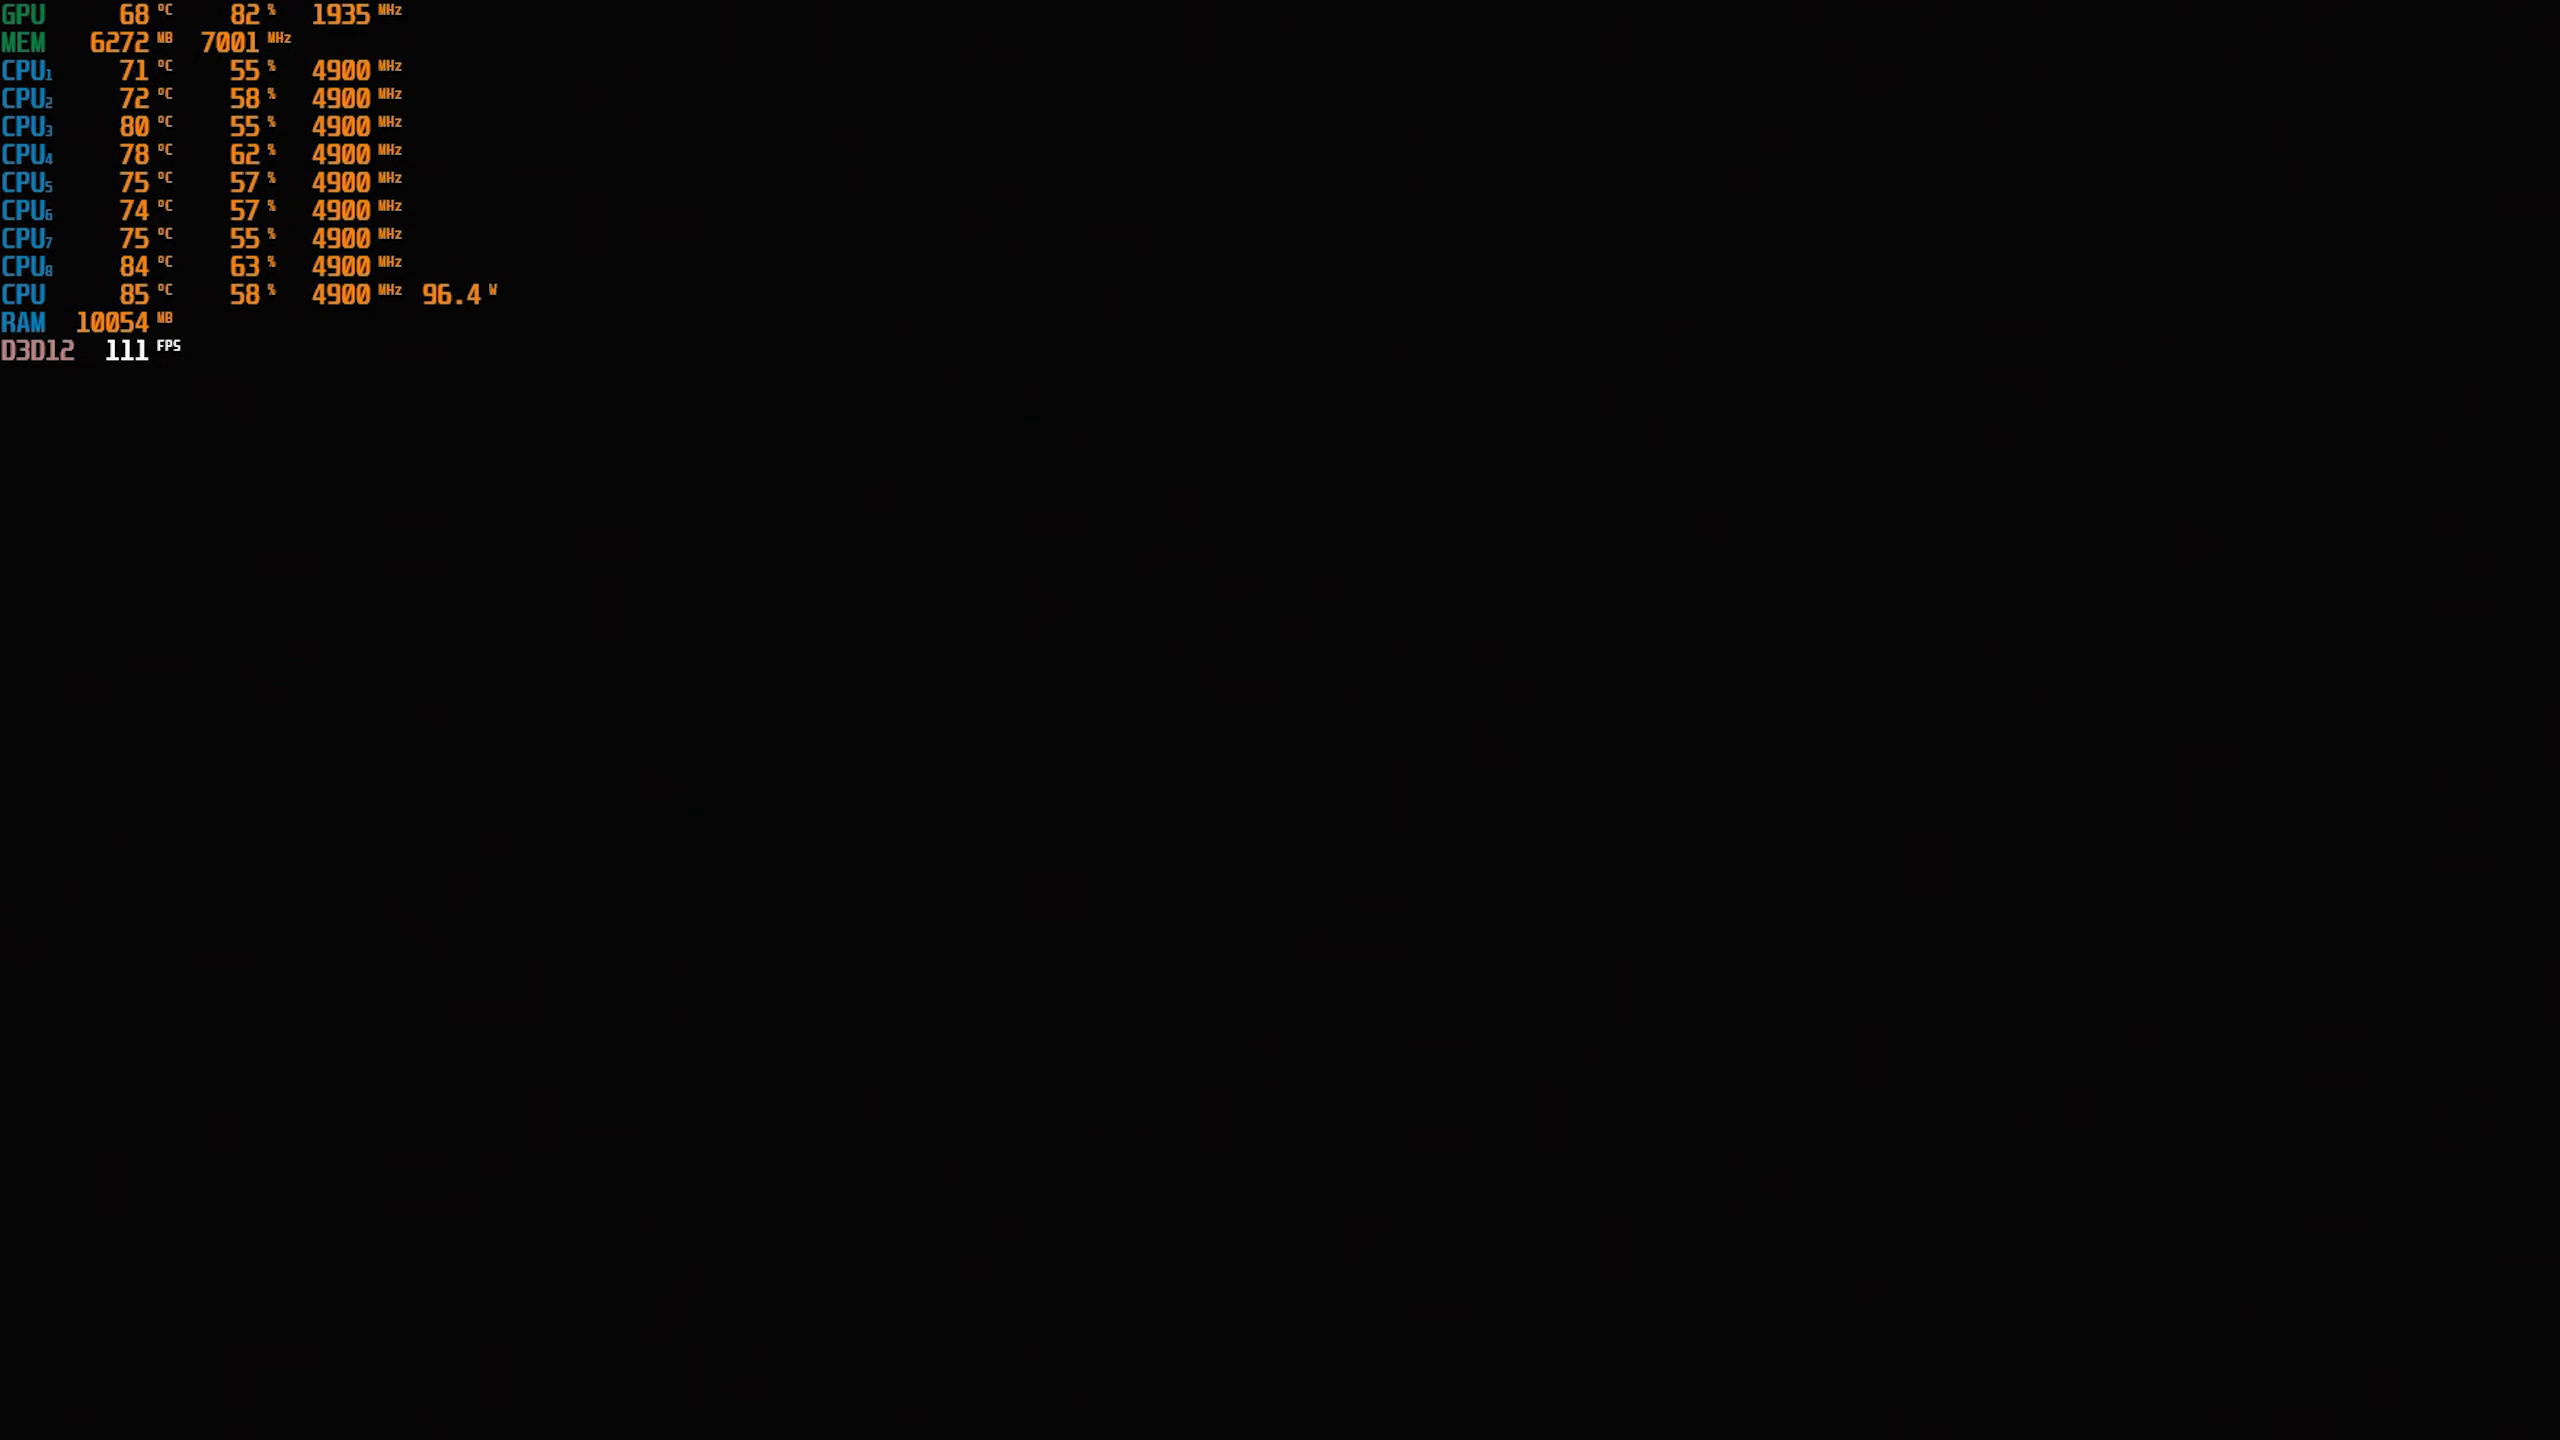 GPU 68 °C 82 % 1935 MHz
MEM 6272 MB 7001 MHz
CPU1 71 °C 55 % 4900 MHz
CPU2 72 °C 58 % 4900 MHz
CPU3 80 °C 55 % 4900 MHz
CPU4 78 °C 62 % 4900 MHz
CPU5 75 °C 57 % 4900 MHz
CPU6 74 °C 57 % 4900 MHz
CPU7 75 °C 55 % 4900 MHz
CPU8 84 °C 63 % 4900 MHz
CPU 85 °C 58 % 4900 MHz 96.4 W
RAM 10054 MB
D3D12 111 FPS